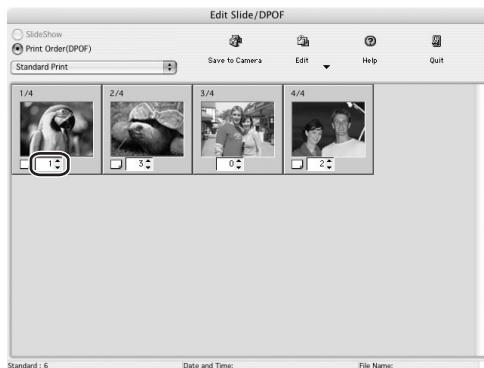 Edit Slide/DPOF
SlideShow
Print Order(DPOF)
Standard Print
Save to Camera
Edit
Help
Quit
1/4
2/4
3/4
4/4
1
3
0
2
Standard : 6
Date and Time:
File Name: